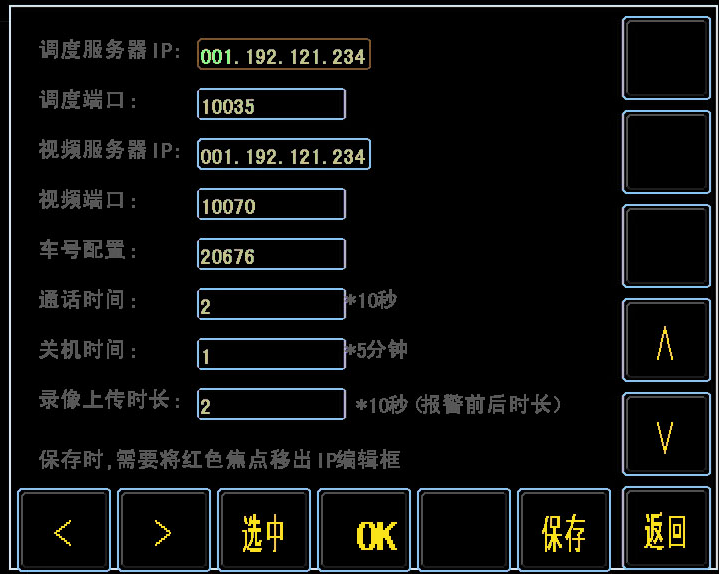 调度服务器IP: 001.192.121.234
调度端口: 10035
视频服务器IP: 001.192.121.234
视频端口: 10070
车号配置: 20676
通话时间: 2 *10秒
关机时间: 1 *5分钟
录像上传时长: 2 *10秒(报警前后时长)
保存时,需要将红色焦点移出IP编辑框
∧
∨
< > 选中 OK 保存 返回